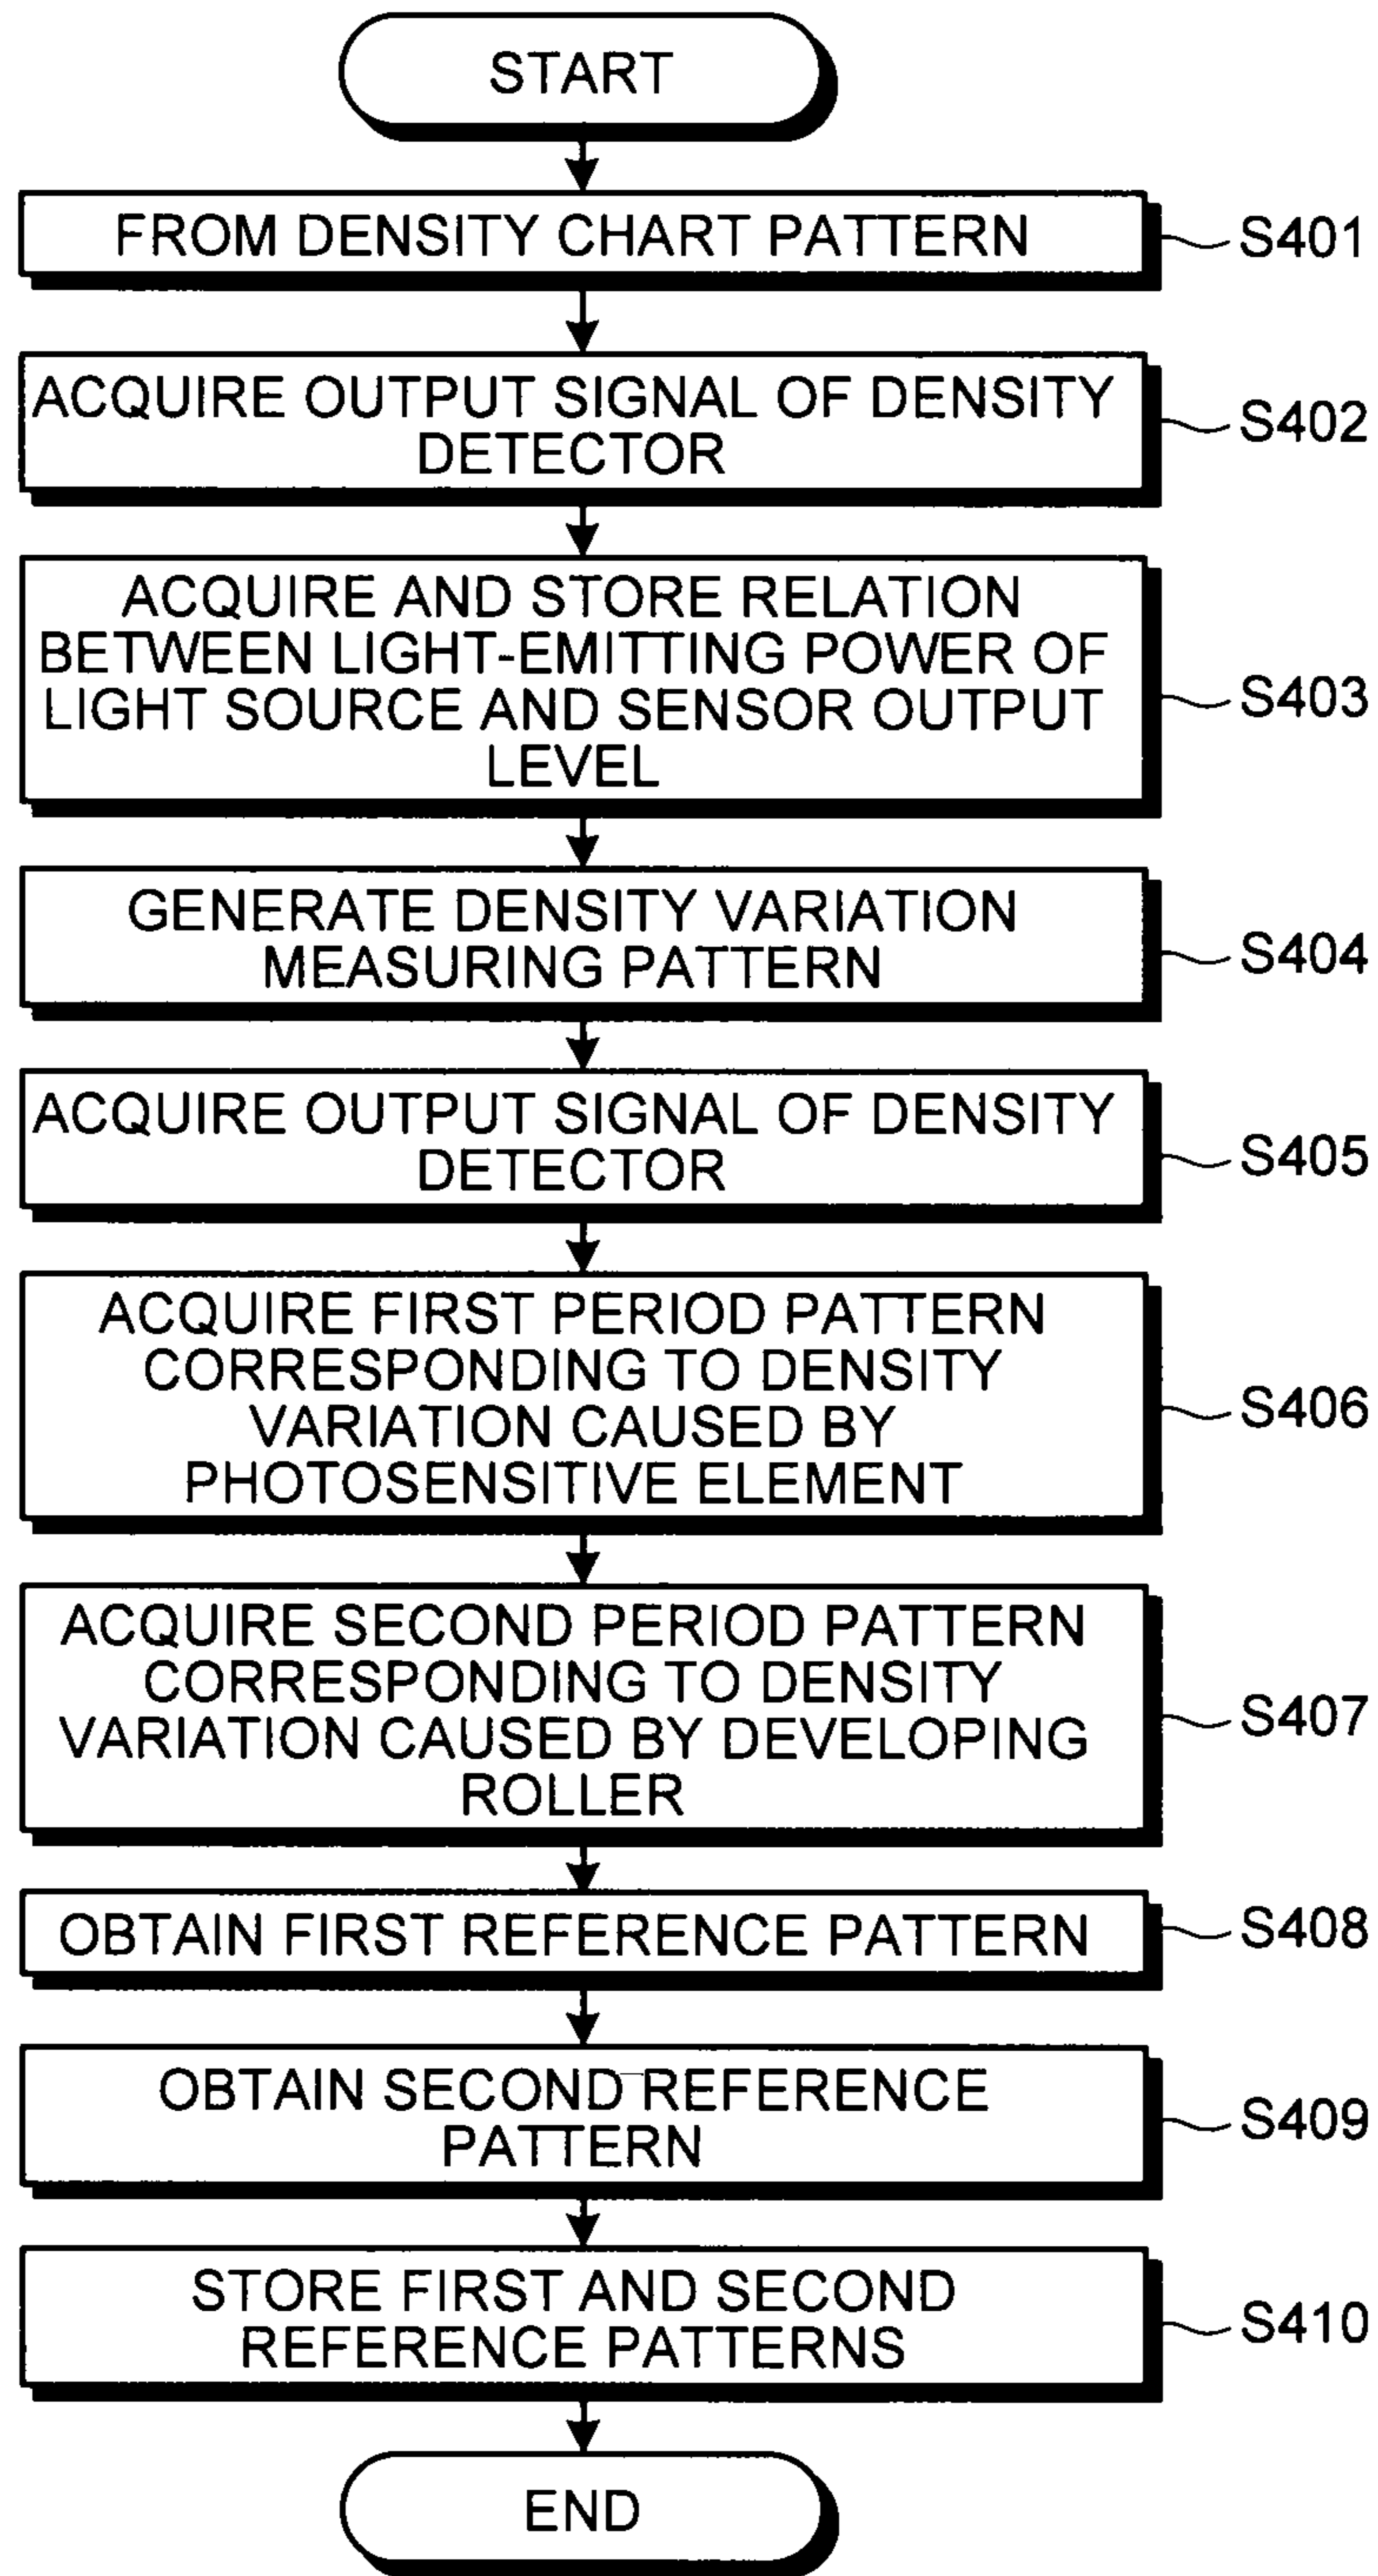 START
FROM DENSITY CHART PATTERN
S401
ACQUIRE OUTPUT SIGNAL OF DENSITY
DETECTOR
S402
ACQUIRE AND STORE RELATION
BETWEEN LIGHT-EMITTING POWER OF
LIGHT SOURCE AND SENSOR OUTPUT
LEVEL
S403
GENERATE DENSITY VARIATION
MEASURING PATTERN
S404
ACQUIRE OUTPUT SIGNAL OF DENSITY
DETECTOR
S405
ACQUIRE FIRST PERIOD PATTERN
CORRESPONDING TO DENSITY
VARIATION CAUSED BY
PHOTOSENSITIVE ELEMENT
S406
ACQUIRE SECOND PERIOD PATTERN
CORRESPONDING TO DENSITY
VARIATION CAUSED BY DEVELOPING
ROLLER
S407
OBTAIN FIRST REFERENCE PATTERN
S408
OBTAIN SECOND REFERENCE
PATTERN
S409
STORE FIRST AND SECOND
REFERENCE PATTERNS
S410
END